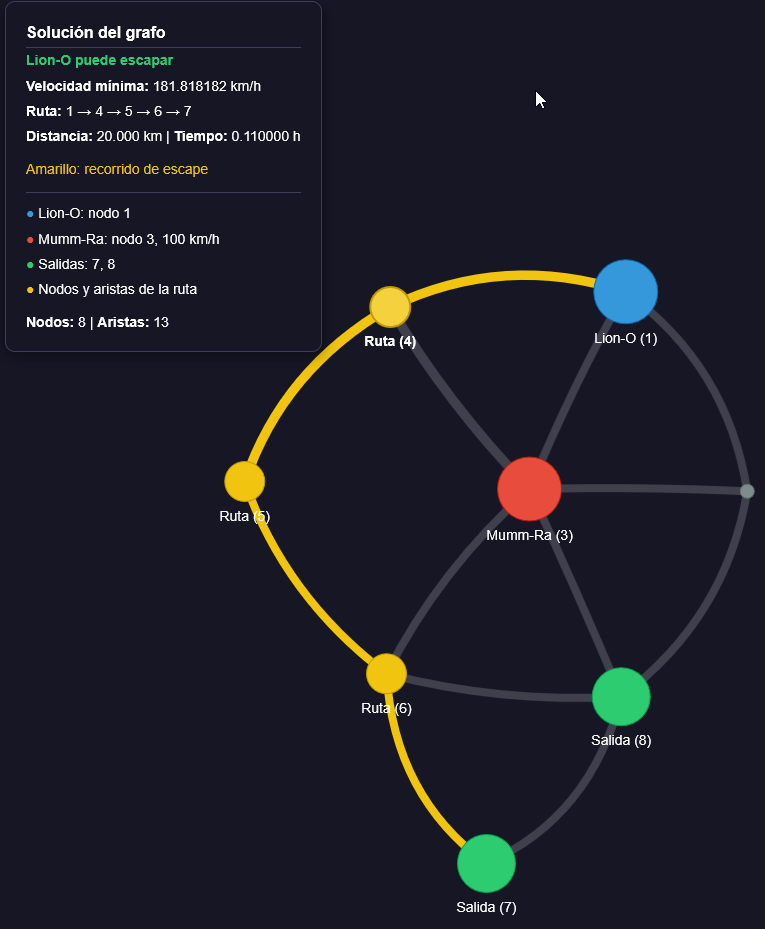 Solución del grafo
Lion-O puede escapar
Velocidad mínima: 181.818182 km/h
Ruta: 1 → 4 → 5 → 6 → 7
Distancia: 20.000 km | Tiempo: 0.110000 h
Amarillo: recorrido de escape
● Lion-O: nodo 1
● Mumm-Ra: nodo 3, 100 km/h
● Salidas: 7, 8
● Nodos y aristas de la ruta
Nodos: 8 | Aristas: 13
Lion-O (1)
Ruta (4)
Ruta (5)
Mumm-Ra (3)
Ruta (6)
Salida (8)
Salida (7)